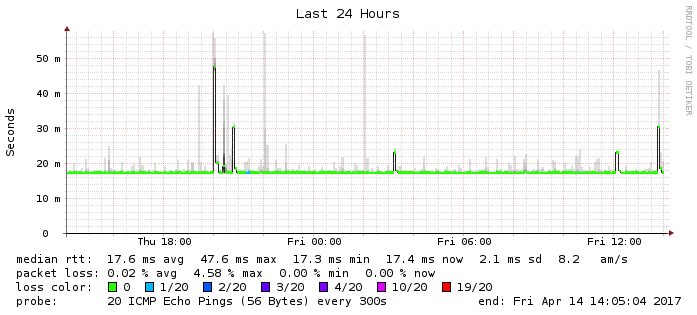 Last 24 Hours
RRDTOOL / TOBI OETIKER
Seconds
50 m
40 m
30 m
20 m
10 m
0
Thu 18:00 Fri 00:00 Fri 06:00 Fri 12:00
median rtt: 17.6 ms avg 47.6 ms max 17.3 ms min 17.4 ms now 2.1 ms sd 8.2 am/s
packet loss: 0.02 % avg 4.58 % max 0.00 % min 0.00 % now
loss color: 0 1/20 2/20 3/20 4/20 10/20 19/20
probe: 20 ICMP Echo Pings (56 Bytes) every 300s end: Fri Apr 14 14:05:04 2017